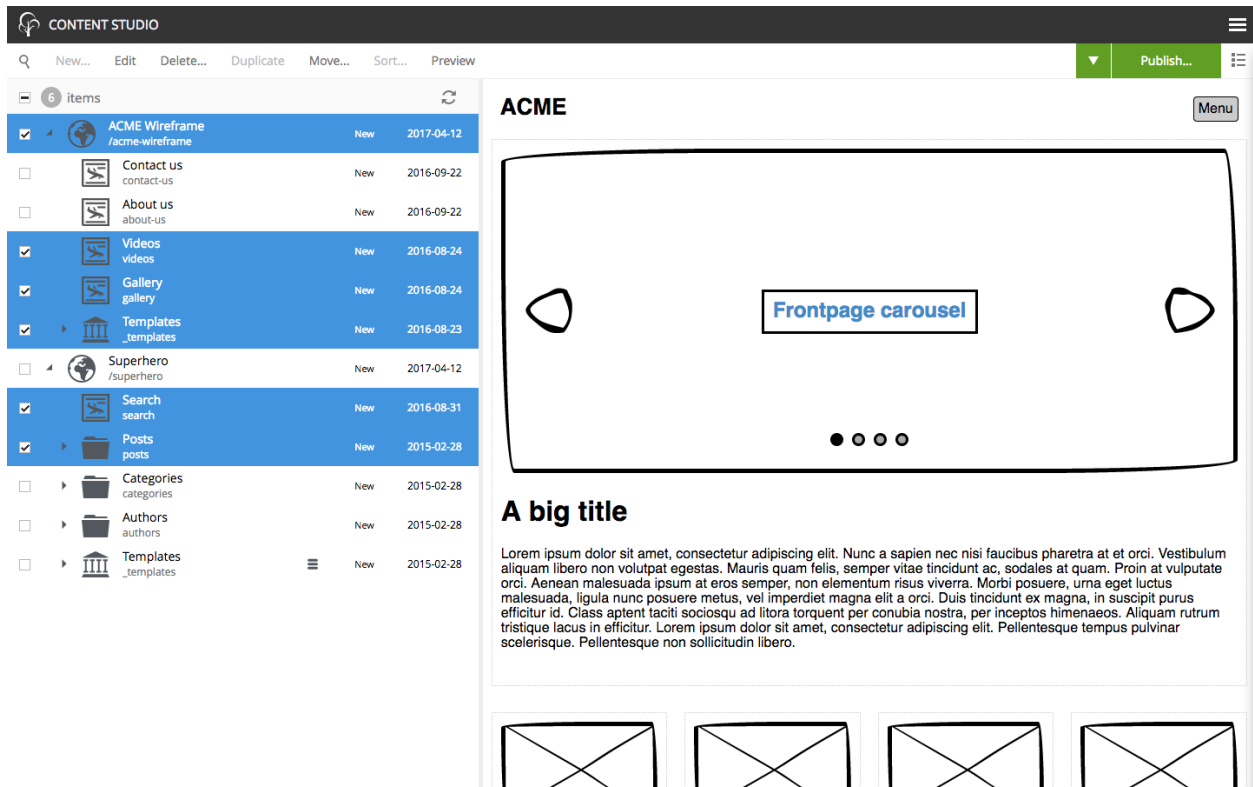 CONTENT STUDIO
New... Edit Delete... Duplicate Move... Sort... Preview
Publish...
6 items
ACME Wireframe New 2017-04-12
/acme-wireframe
Contact us New 2016-09-22
contact-us
About us New 2016-09-22
about-us
Videos New 2016-08-24
videos
Gallery New 2016-08-24
gallery
Templates New 2016-08-23
_templates
Superhero New 2017-04-12
/superhero
Search New 2016-08-31
search
Posts New 2015-02-28
posts
Categories New 2015-02-28
categories
Authors New 2015-02-28
authors
Templates New 2015-02-28
_templates
ACME
Menu
Frontpage carousel
A big title
Lorem ipsum dolor sit amet, consectetur adipiscing elit. Nunc a sapien nec nisi faucibus pharetra at et orci. Vestibulum
aliquam libero non volutpat egestas. Mauris quam felis, semper vitae tincidunt ac, sodales at quam. Proin at vulputate
orci. Aenean malesuada ipsum at eros semper, non elementum risus viverra. Morbi posuere, urna eget luctus
malesuada, ligula nunc posuere metus, vel imperdiet magna elit a orci. Duis tincidunt ex magna, in suscipit purus
efficitur id. Class aptent taciti sociosqu ad litora torquent per conubia nostra, per inceptos himenaeos. Aliquam rutrum
tristique lacus in efficitur. Lorem ipsum dolor sit amet, consectetur adipiscing elit. Pellentesque tempus pulvinar
scelerisque. Pellentesque non sollicitudin libero.